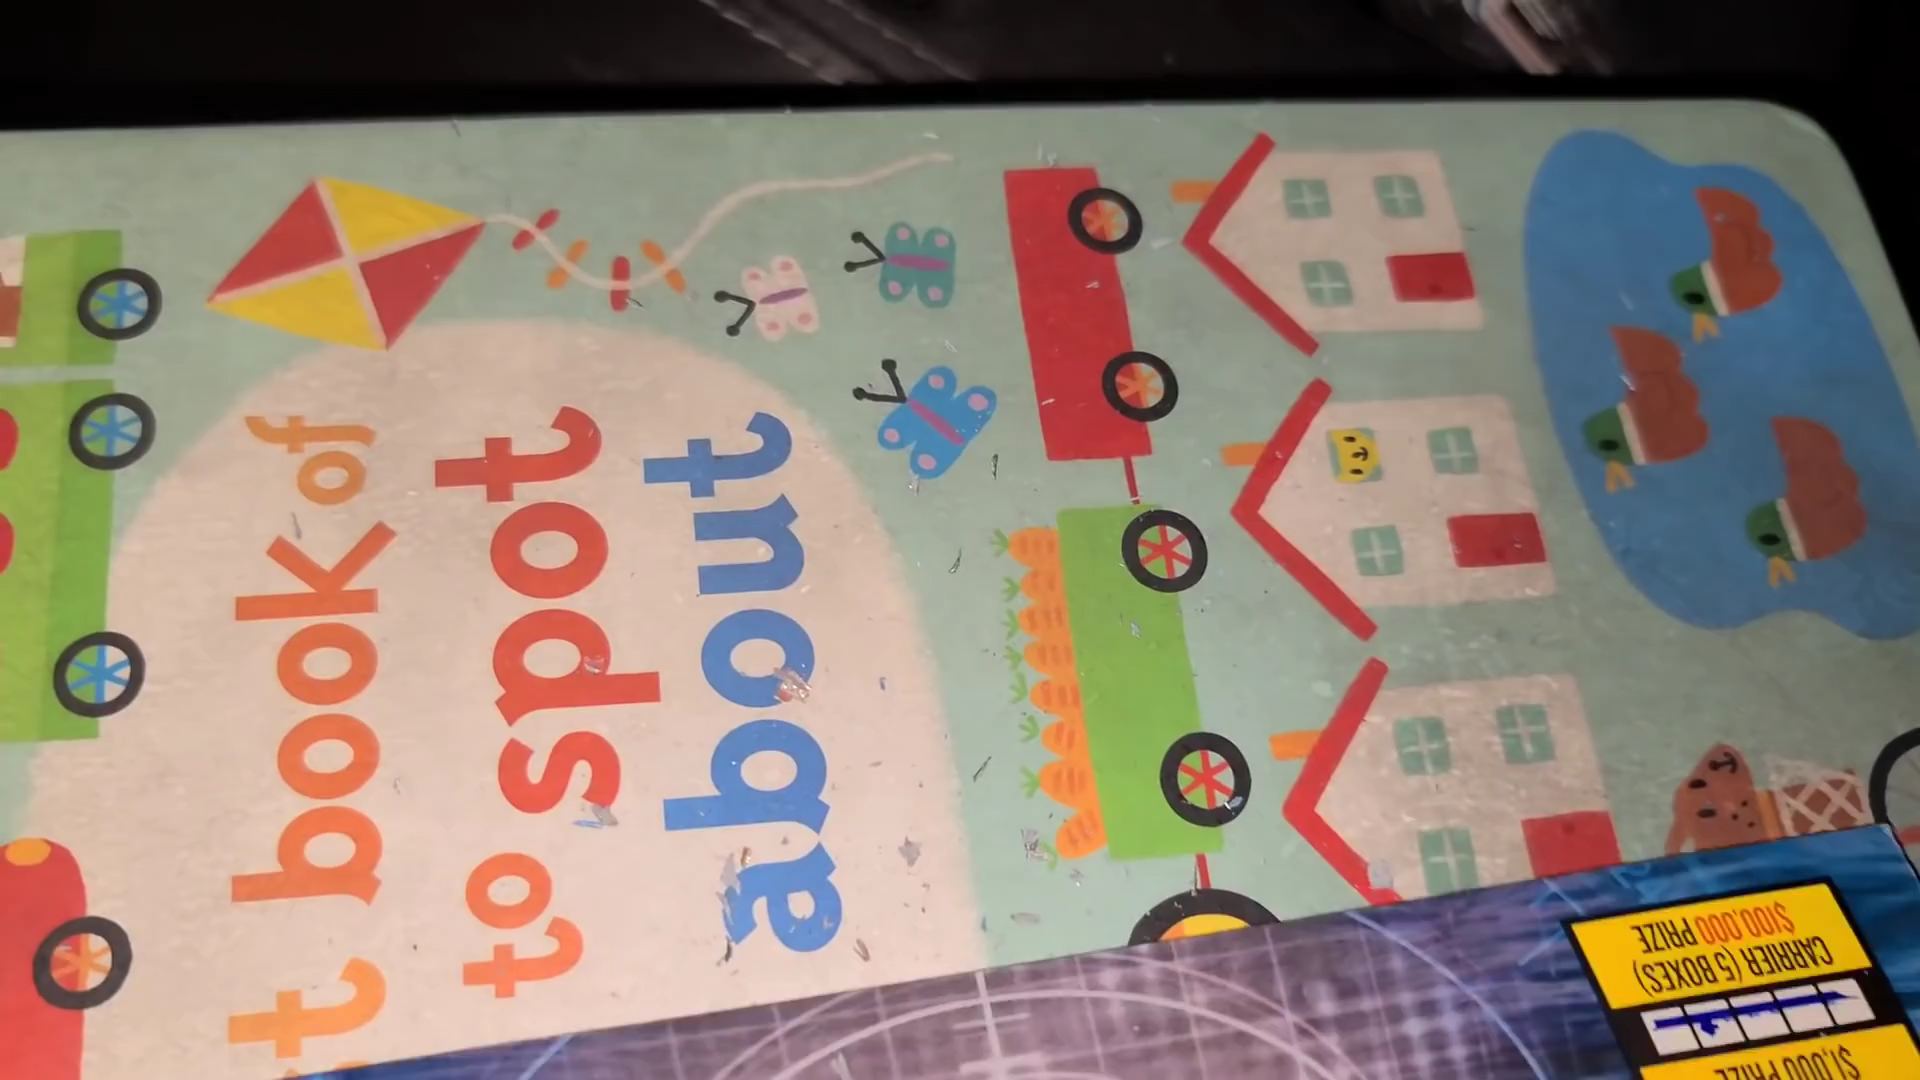 t book of
to spot
about
$1,000 PRIZE
CARRIER (5 BOXES)
$100,000 PRIZE